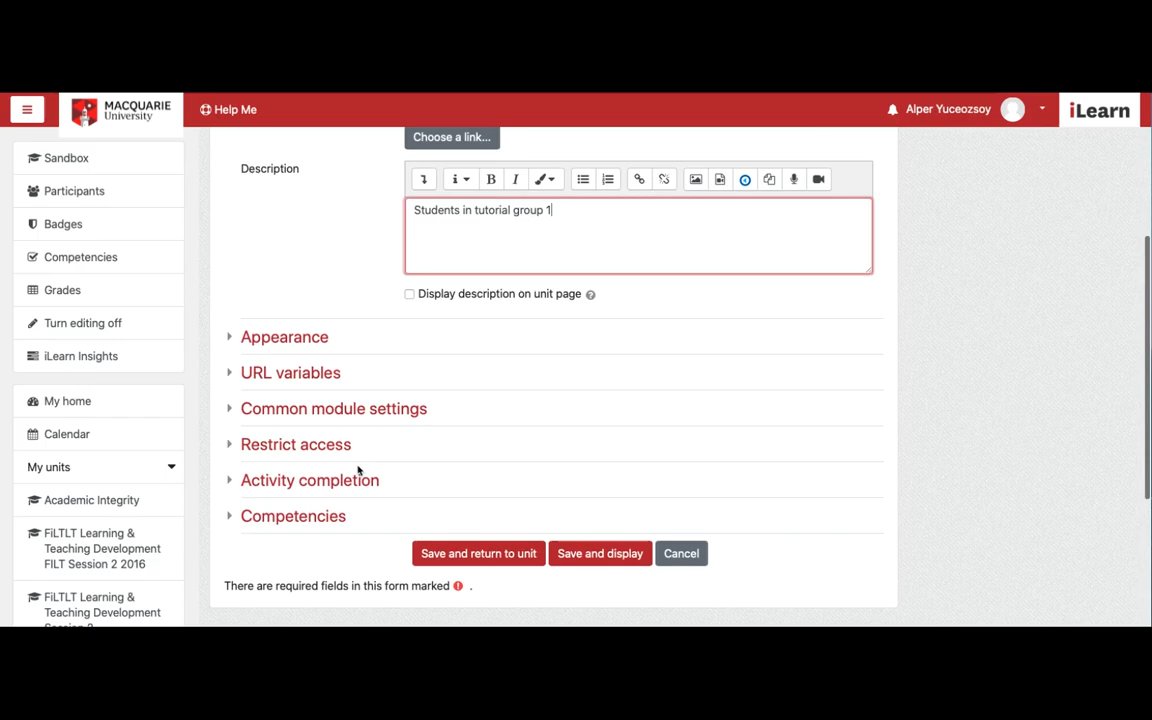 MACQUARIE
University
Help Me
Alper Yuceozsoy
iLearn
Sandbox
Participants
Badges
Competencies
Grades
Turn editing off
iLearn Insights
My home
Calendar
My units
Academic Integrity
FiLTLT Learning &
Teaching Development
FILT Session 2 2016
FiLTLT Learning &
Teaching Development
Choose a link...
Description
Students in tutorial group 1
Display description on unit page
Appearance
URL variables
Common module settings
Restrict access
Activity completion
Competencies
Save and return to unit
Save and display
Cancel
There are required fields in this form marked .